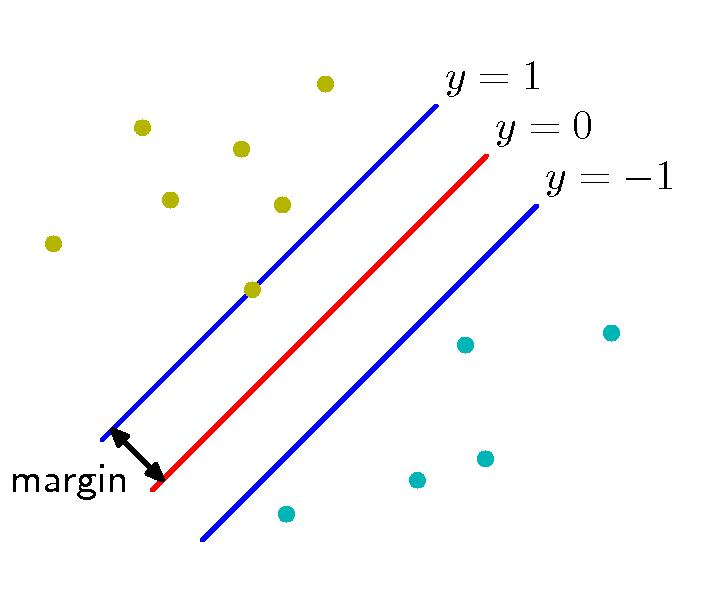 y = 1
y = 0
y = −1
margin